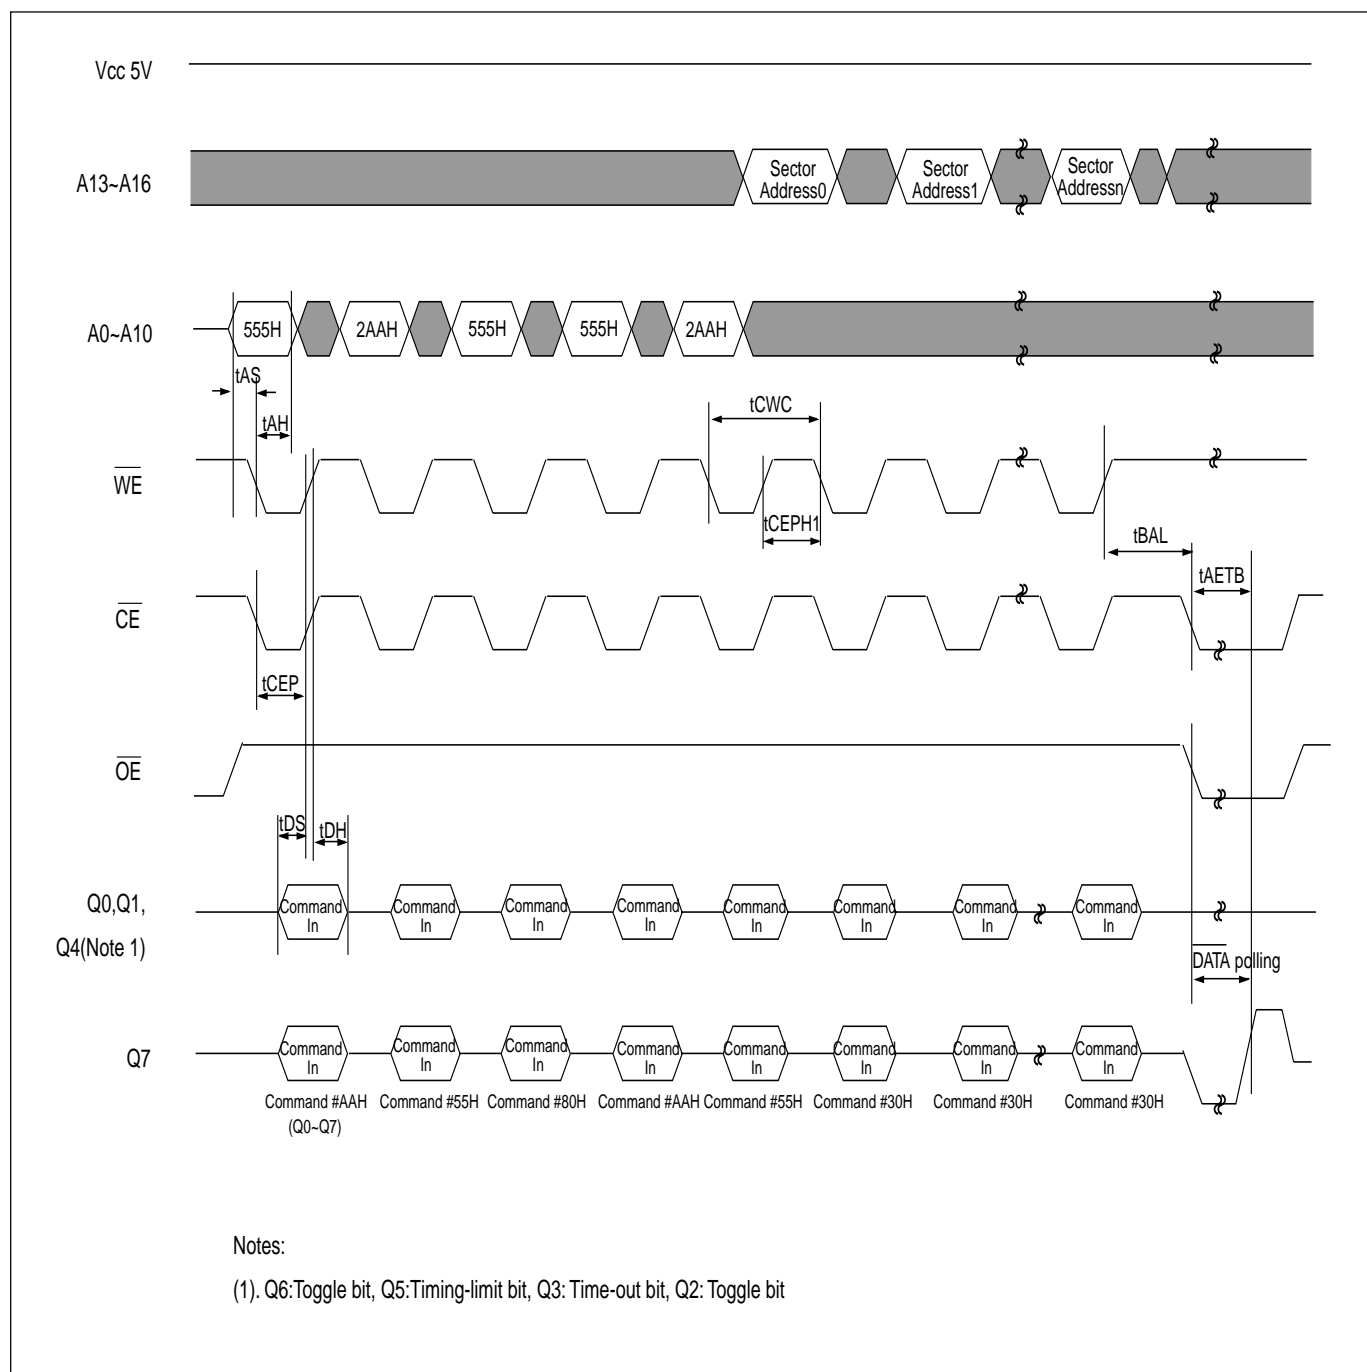 Vcc 5V
A13~A16
Sector Address0
Sector Address1
Sector Addressn
A0~A10
555H
2AAH
555H
555H
2AAH
tAS
tAH
tCWC
WE
tCEPH1
tBAL
tAETB
CE
tCEP
OE
tDS
tDH
Q0,Q1,
Q4(Note 1)
Command In
Command In
Command In
Command In
Command In
Command In
Command In
Command In
DATA polling
Q7
Command In
Command In
Command In
Command In
Command In
Command In
Command In
Command In
Command #AAH
(Q0~Q7)
Command #55H
Command #80H
Command #AAH
Command #55H
Command #30H
Command #30H
Command #30H
Notes:
(1). Q6:Toggle bit, Q5:Timing-limit bit, Q3: Time-out bit, Q2: Toggle bit